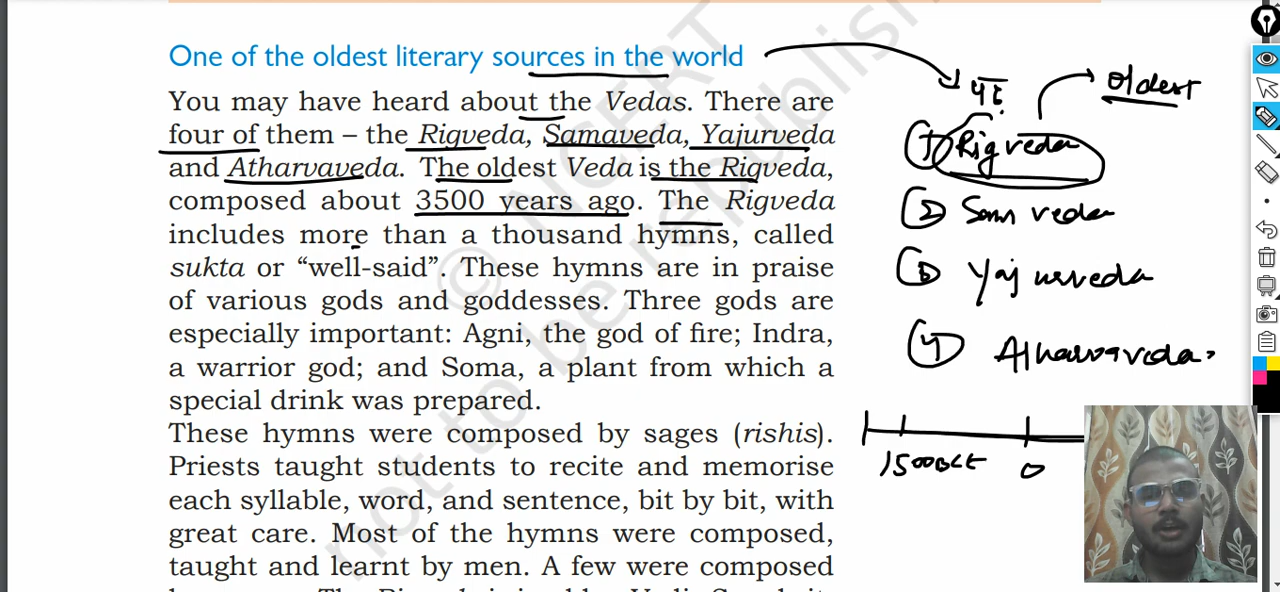 One of the oldest literary sources in the world
You may have heard about the Vedas. There are
four of them – the Rigveda, Samaveda, Yajurveda
and Atharvaveda. The oldest Veda is the Rigveda,
composed about 3500 years ago. The Rigveda
includes more than a thousand hymns, called
sukta or “well-said”. These hymns are in praise
of various gods and goddesses. Three gods are
especially important: Agni, the god of fire; Indra,
a warrior god; and Soma, a plant from which a
special drink was prepared.
These hymns were composed by sages (rishis).
Priests taught students to recite and memorise
each syllable, word, and sentence, bit by bit, with
great care. Most of the hymns were composed,
taught and learnt by men. A few were composed
oldest
① Rigveda
② Sam veda
③ Yajurveda
④ Atharvaveda
1500BCE 0
© NCERT
not to be republish